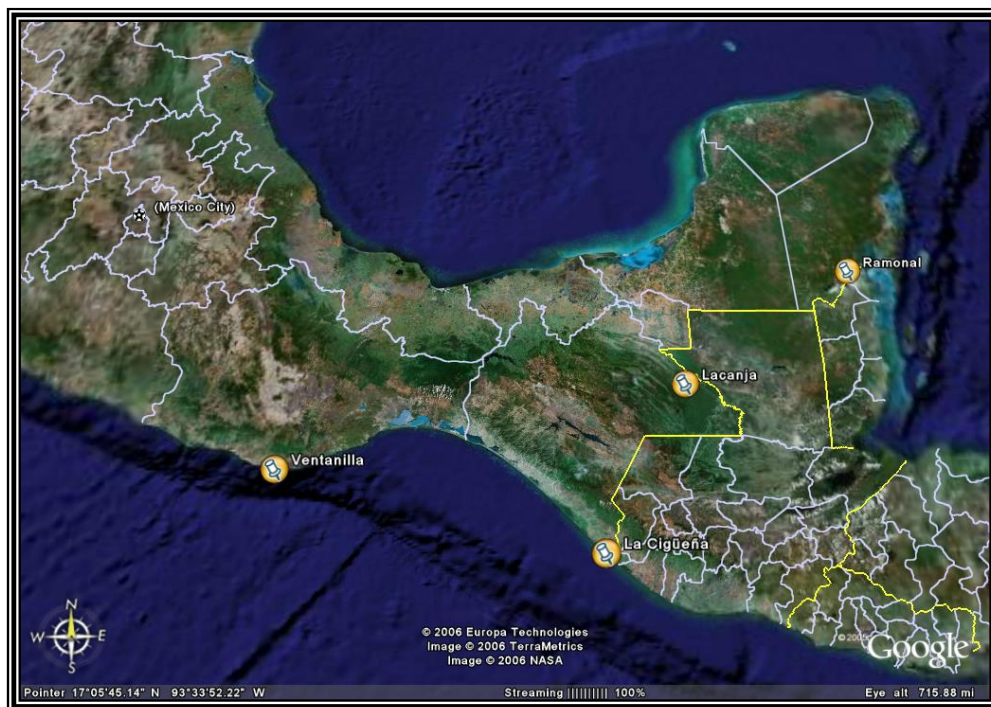 (Mexico City)
Ramonal
Lacanja
Ventanilla
La Cigüeña
N
W E
S
© 2006 Europa Technologies
Image © 2006 TerraMetrics
Image © 2006 NASA
© 2005 Google
Pointer 17°05'45.14" N 93°33'52.22" W Streaming |||||||||| 100% Eye alt 715.88 mi